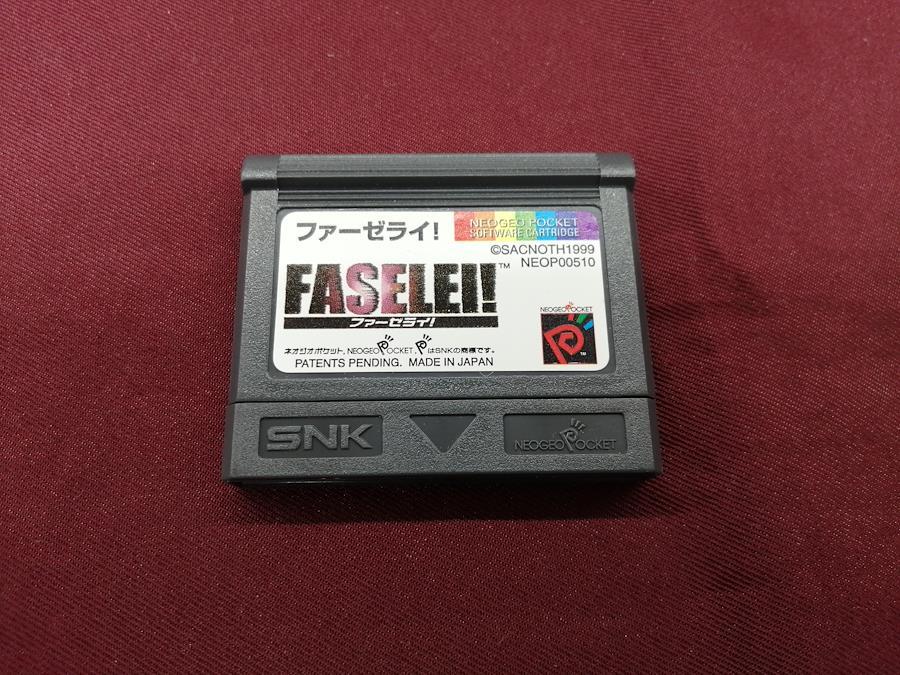 ファーゼライ!
NEOGEO POCKET
SOFTWARE CARTRIDGE
©SACNOTH1999
NEOP00510
FASELEI!™
ファーゼライ!
NEOGEO POCKET
™
ネオジオポケット, NEOGEO POCKET, PはSNKの商標です。
PATENTS PENDING. MADE IN JAPAN
SNK
NEOGEO POCKET